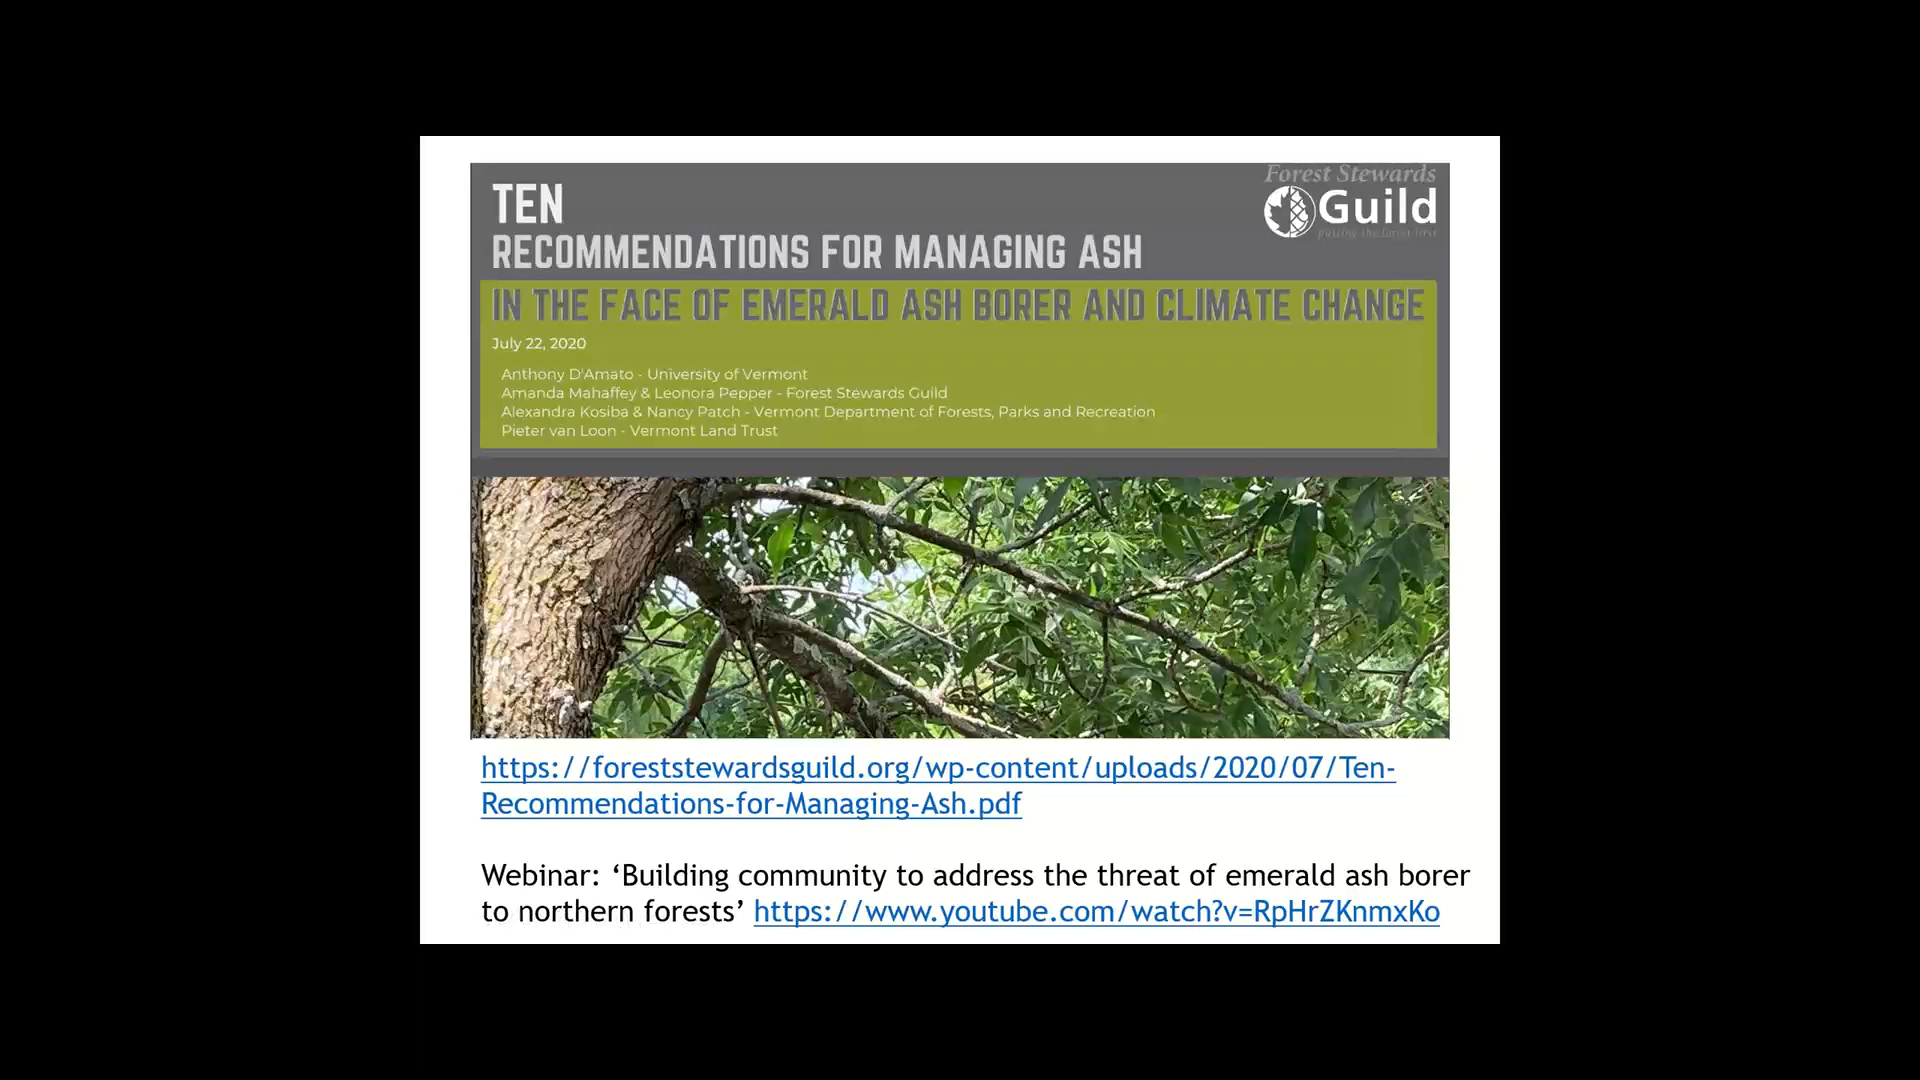 TEN
RECOMMENDATIONS FOR MANAGING ASH
IN THE FACE OF EMERALD ASH BORER AND CLIMATE CHANGE
Forest Stewards
Guild
putting the forest first
July 22, 2020
Anthony D'Amato - University of Vermont
Amanda Mahaffey & Leonora Pepper - Forest Stewards Guild
Alexandra Kosiba & Nancy Patch - Vermont Department of Forests, Parks and Recreation
Pieter van Loon - Vermont Land Trust
https://foreststewardsguild.org/wp-content/uploads/2020/07/Ten-
Recommendations-for-Managing-Ash.pdf
Webinar: ‘Building community to address the threat of emerald ash borer
to northern forests’ https://www.youtube.com/watch?v=RpHrZKnmxKo